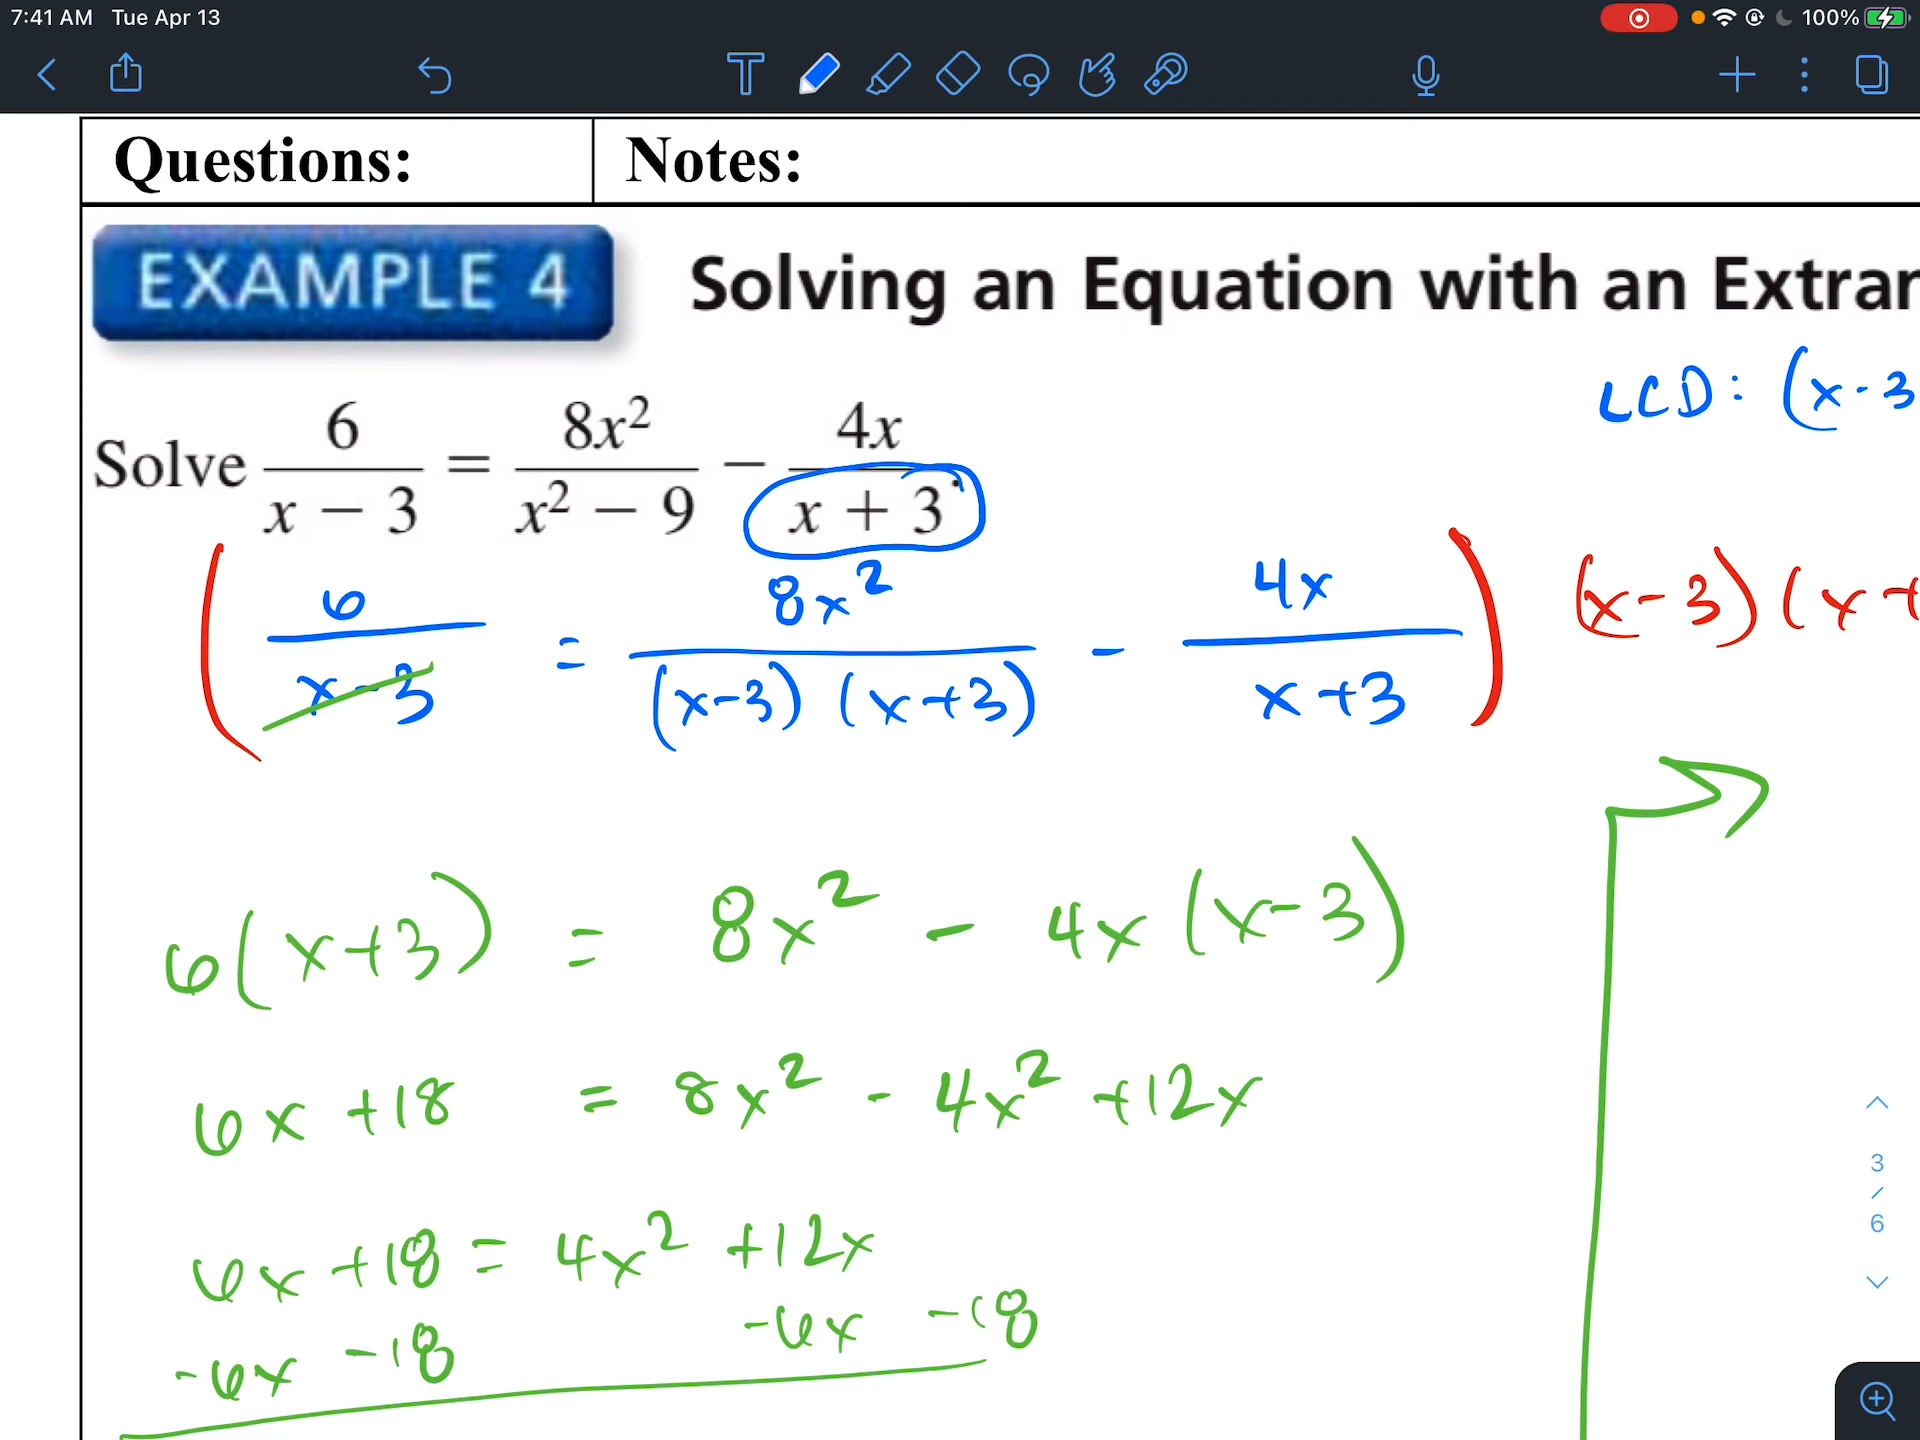 7:41 AM Tue Apr 13 100%
Questions: Notes:
EXAMPLE 4 Solving an Equation with an Extrar
LCD: (x-3
Solve 6/(x − 3) = 8x²/(x² − 9) − 4x/(x + 3).
( 6/(x-3) = 8x²/((x-3)(x+3)) - 4x/(x+3) ) (x-3)(x+
6(x+3) = 8x² - 4x(x-3)
6x +18 = 8x² - 4x² +12x
6x +18 = 4x² +12x
-6x -18 -6x -18
3
/
6